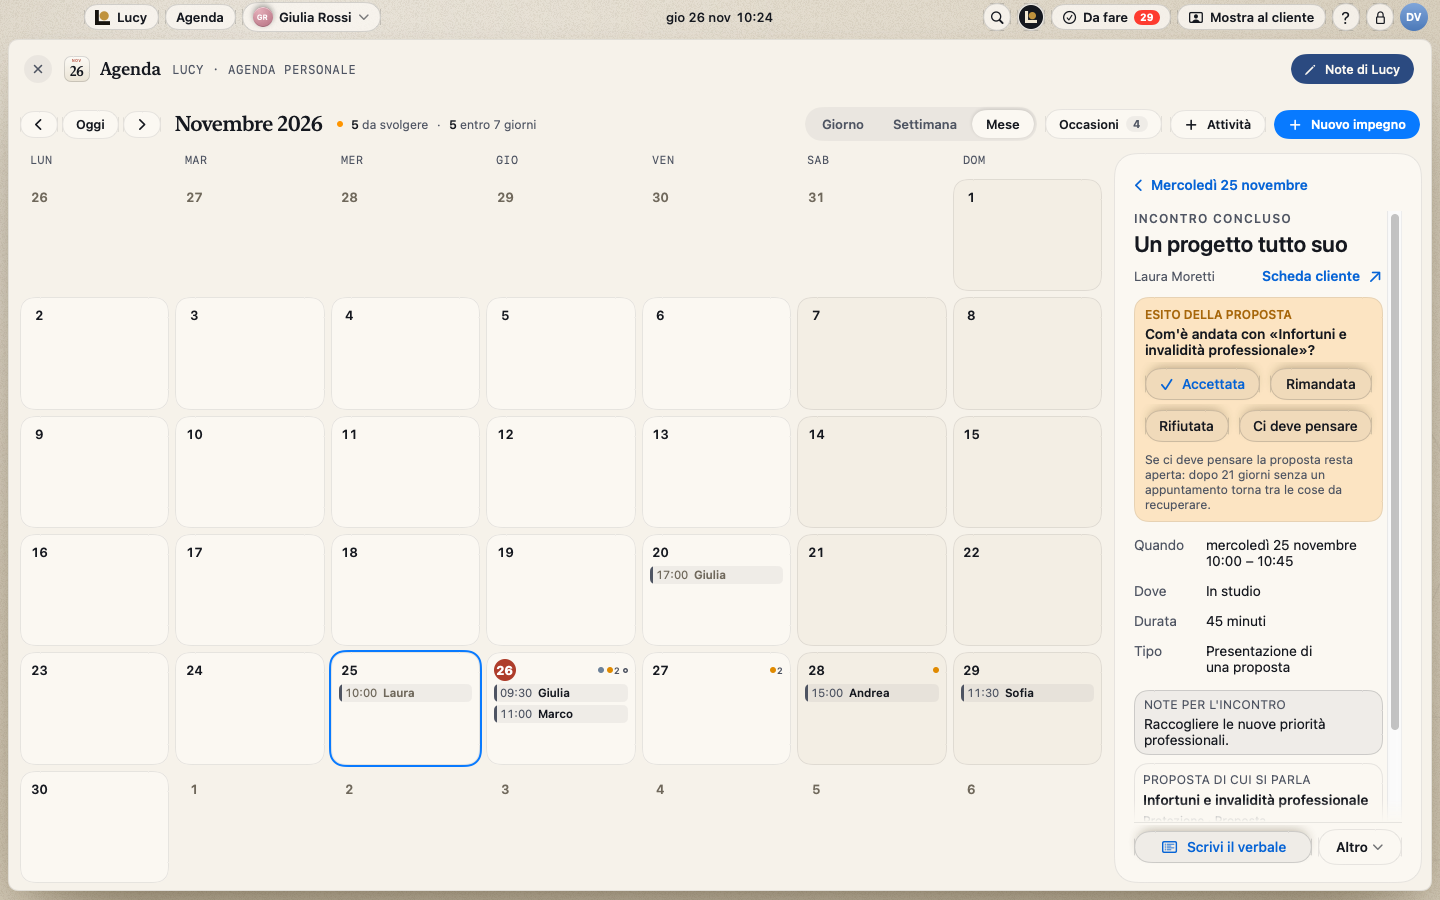 Lucy
Agenda
GR Giulia Rossi
gio 26 nov 10:24
Da fare 29
Mostra al cliente
?
DV
NOV
26
Agenda
LUCY · AGENDA PERSONALE
Note di Lucy
Oggi
Novembre 2026
5 da svolgere · 5 entro 7 giorni
Giorno
Settimana
Mese
Occasioni 4
+ Attività
+ Nuovo impegno
LUN MAR MER GIO VEN SAB DOM
26 27 28 29 30 31 1
2 3 4 5 6 7 8
9 10 11 12 13 14 15
16 17 18 19 20 21 22
17:00 Giulia
23 24 25 26 2 27 2 28 29
10:00 Laura
09:30 Giulia
11:00 Marco
15:00 Andrea
11:30 Sofia
30 1 2 3 4 5 6
Mercoledì 25 novembre
INCONTRO CONCLUSO
Un progetto tutto suo
Laura Moretti
Scheda cliente
ESITO DELLA PROPOSTA
Com'è andata con «Infortuni e
invalidità professionale»?
Accettata
Rimandata
Rifiutata
Ci deve pensare
Se ci deve pensare la proposta resta
aperta: dopo 21 giorni senza un
appuntamento torna tra le cose da
recuperare.
Quando mercoledì 25 novembre
10:00 – 10:45
Dove In studio
Durata 45 minuti
Tipo Presentazione di
una proposta
NOTE PER L'INCONTRO
Raccogliere le nuove priorità
professionali.
PROPOSTA DI CUI SI PARLA
Infortuni e invalidità professionale
Scrivi il verbale
Altro